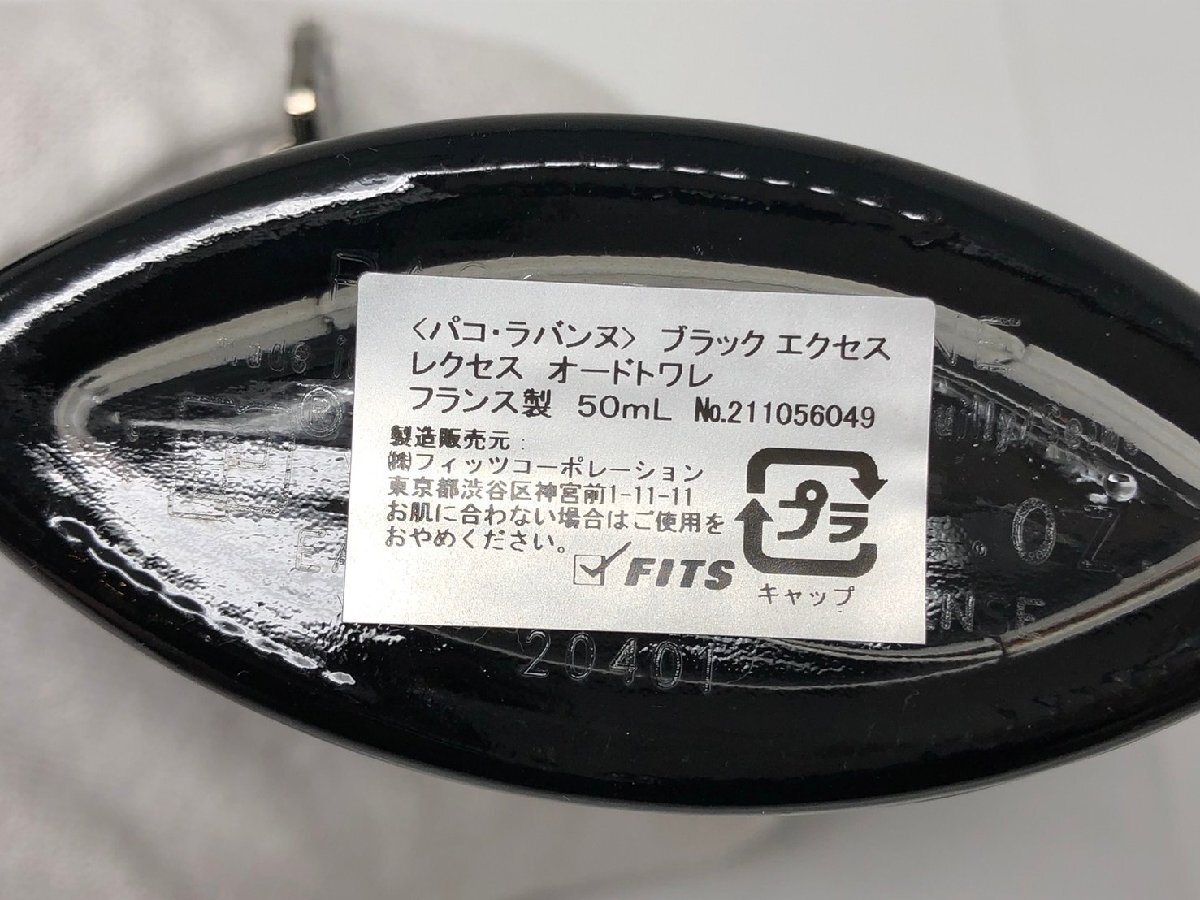 〈パコ・ラバンヌ〉 ブラック エクセス
レクセス オードトワレ
フランス製 50mL No.211056049
製造販売元：
㈱フィッツコーポレーション
東京都渋谷区神宮前1-11-11
お肌に合わない場合はご使用を
おやめください。
FITS
プラ
キャップ
20401